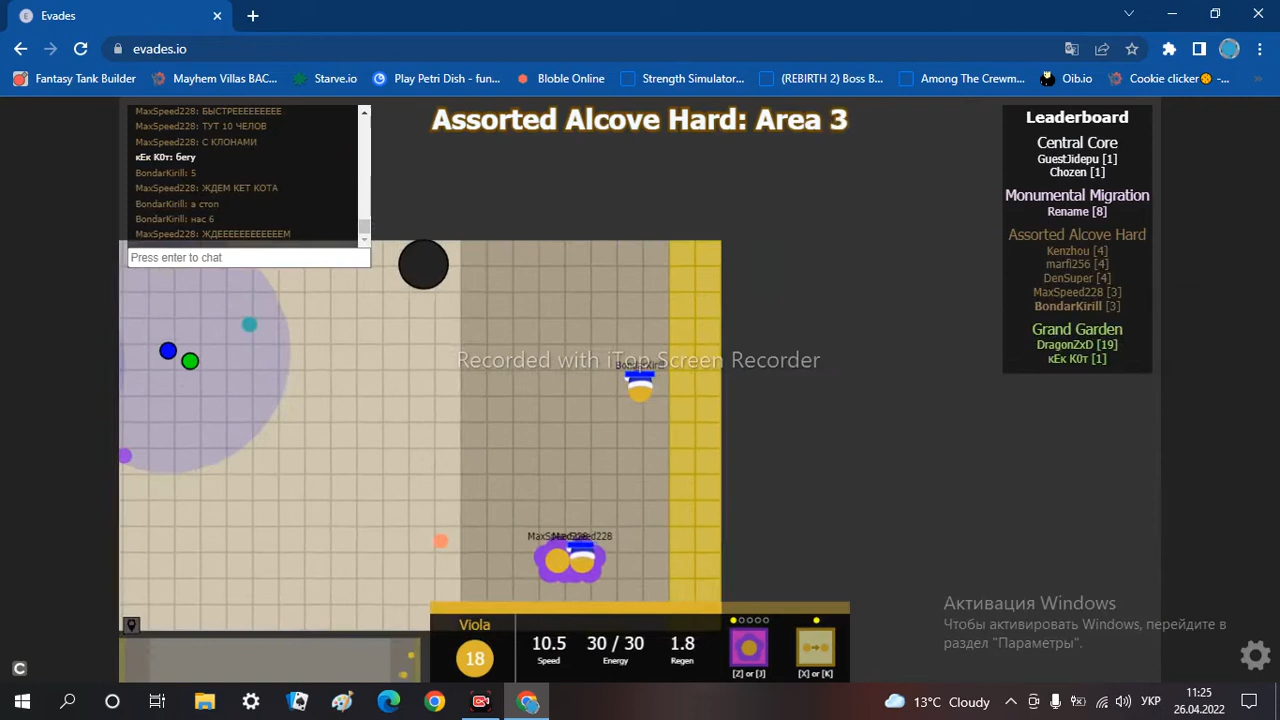 Evades
evades.io
Fantasy Tank Builder
Mayhem Villas BAC...
Starve.io
Play Petri Dish - fun...
Bloble Online
Strength Simulator...
(REBIRTH 2) Boss B...
Among The Crewm...
Oib.io
Cookie clicker🍪 -...
MaxSpeed228: БЫСТРЕЕЕЕЕЕЕЕЕ
MaxSpeed228: ТУТ 10 ЧЕЛОВ
MaxSpeed228: С КЛОНАМИ
кЕк К0т: бегу
BondarKirill: 5
MaxSpeed228: ЖДЕМ КЕТ КОТА
BondarKirill: а стоп
BondarKirill: нас 6
MaxSpeed228: ЖДЕЕЕЕЕЕЕЕЕЕЕМ
Press enter to chat
Assorted Alcove Hard: Area 3
Leaderboard
Central Core
GuestJidepu [1]
Chozen [1]
Monumental Migration
Rename [8]
Assorted Alcove Hard
Kenzhou [4]
marfi256 [4]
DenSuper [4]
MaxSpeed228 [3]
BondarKirill [3]
Grand Garden
DragonZxD [19]
кЕк К0т [1]
Recorded with iTop Screen Recorder
Viola
18
10.5
Speed
30 / 30
Energy
1.8
Regen
[Z] or [J]
[X] or [K]
Активация Windows
Чтобы активировать Windows, перейдите в
раздел "Параметры".
13°C Cloudy
УКР
11:25
26.04.2022